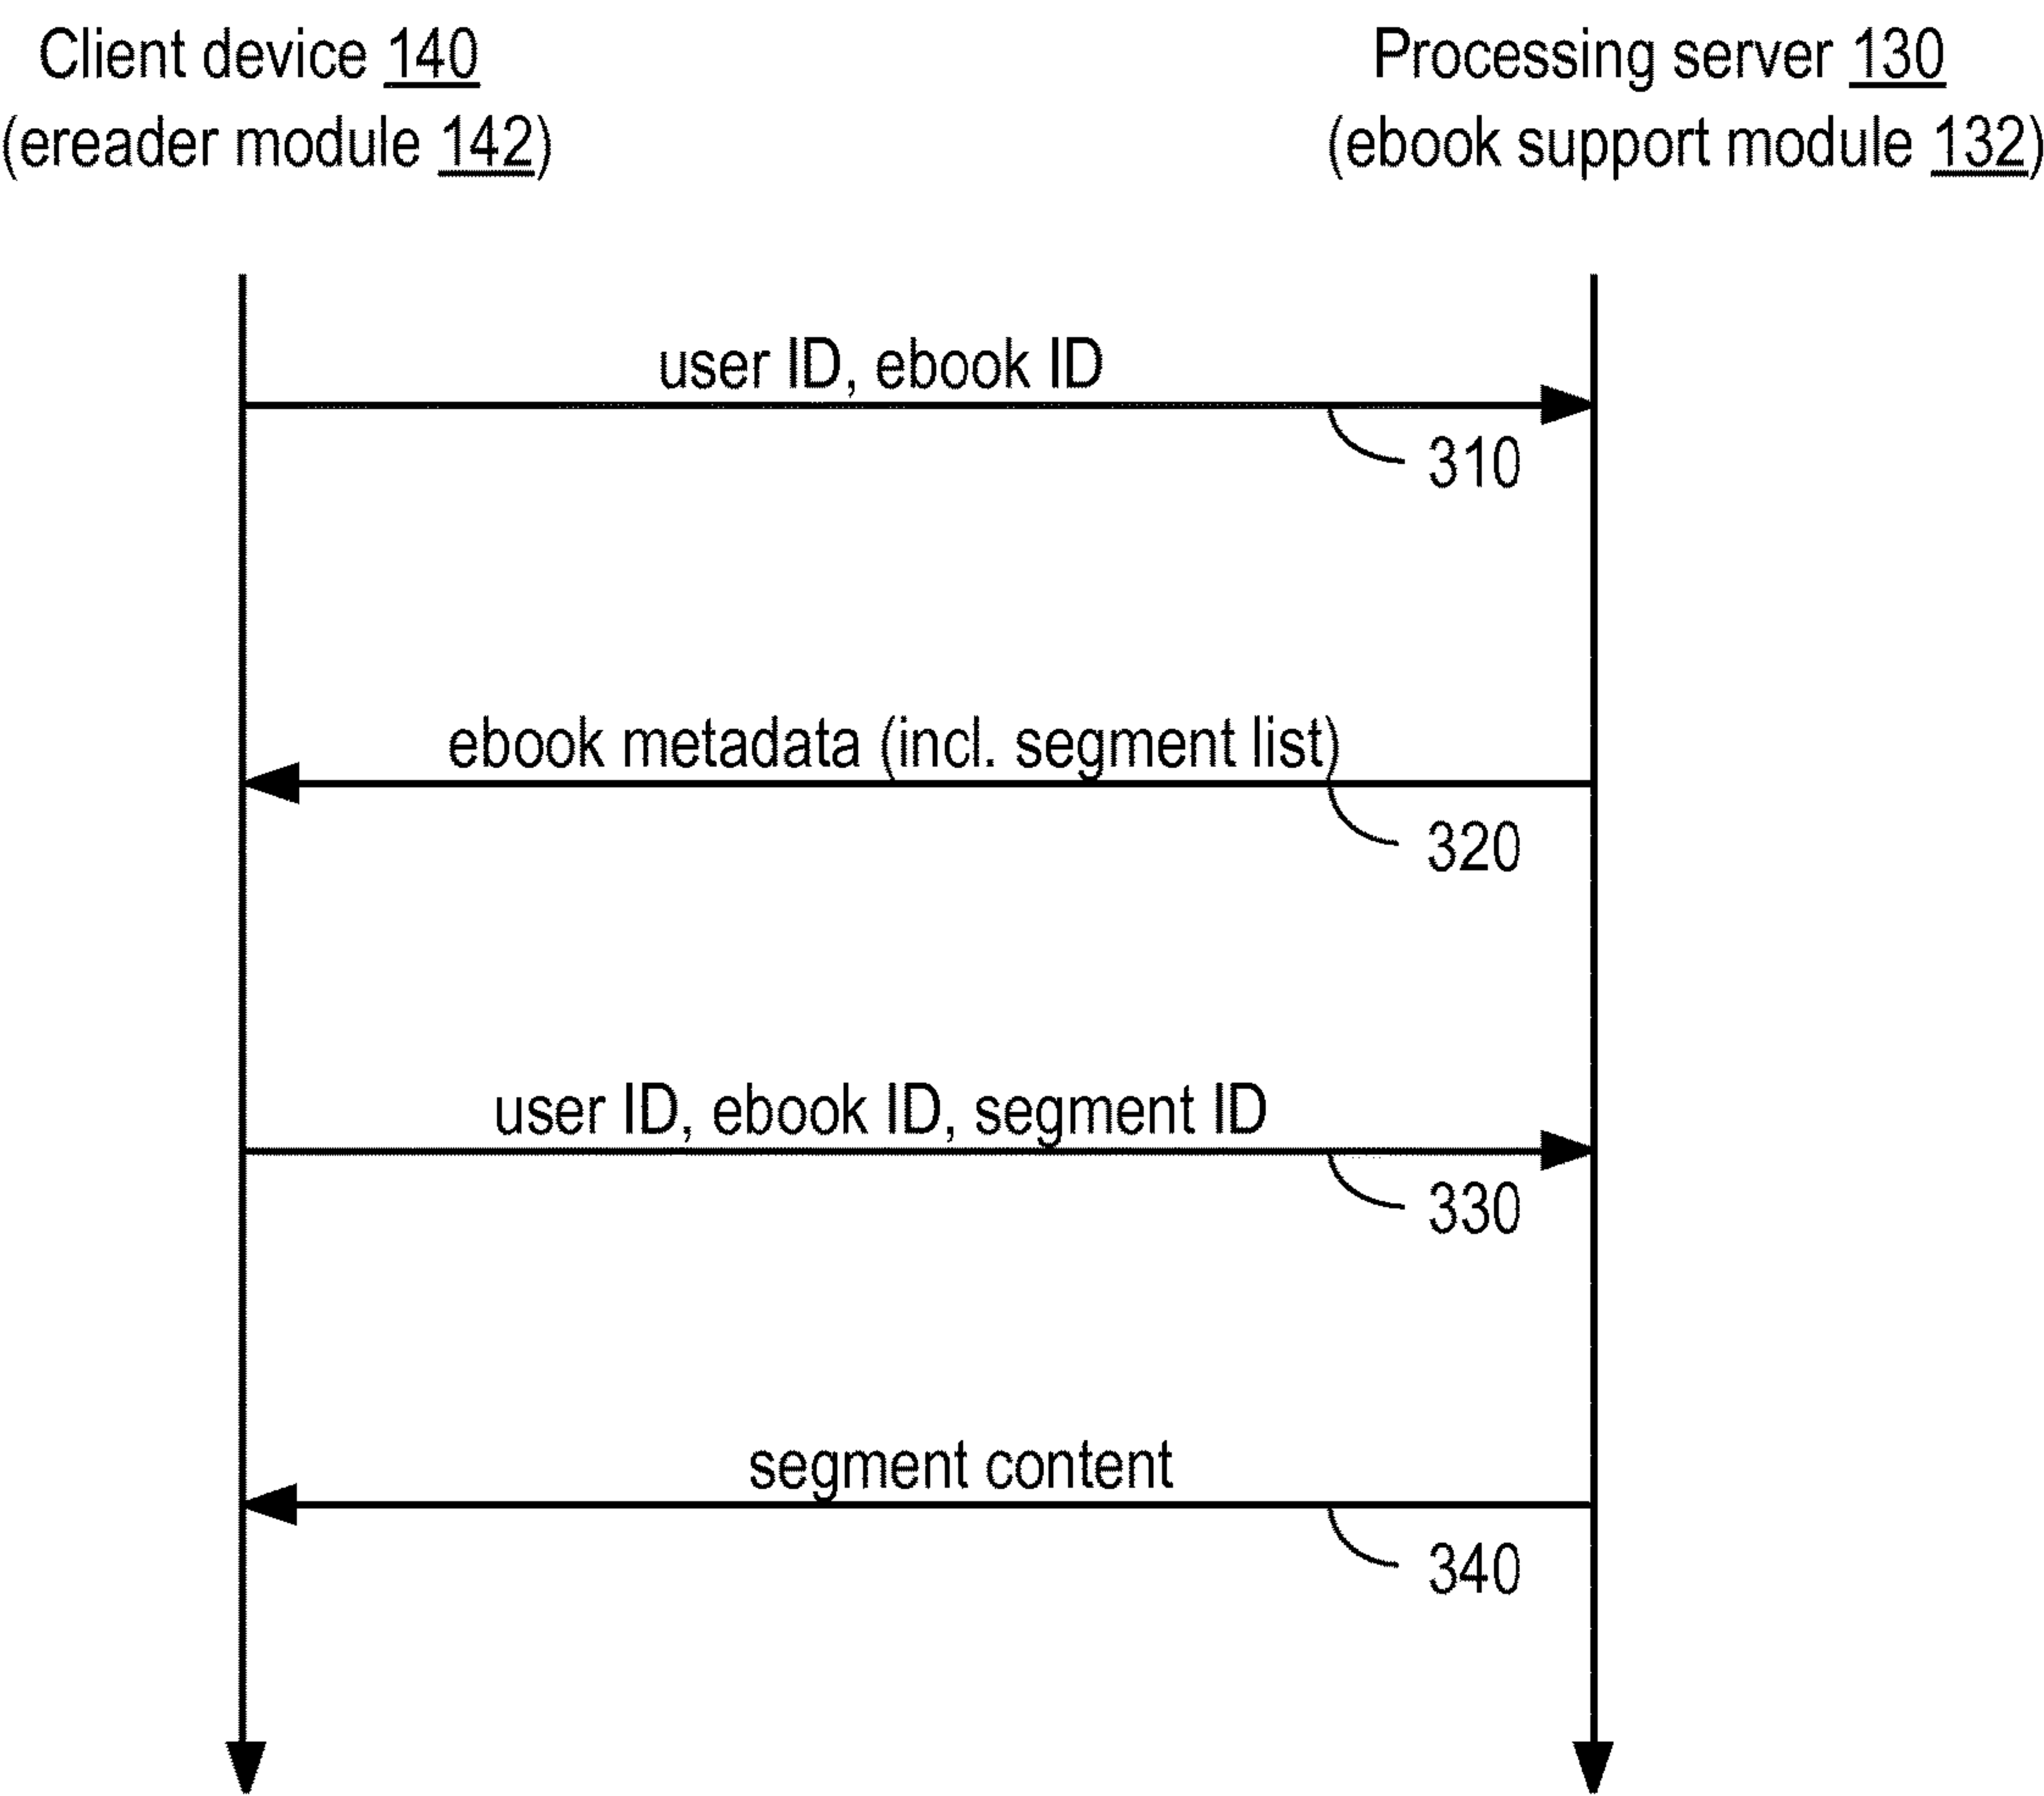 Client device 140
(ereader module 142)
Processing server 130
(ebook support module 132)
user ID, ebook ID
310
ebook metadata (incl. segment list)
320
user ID, ebook ID, segment ID
330
segment content
340